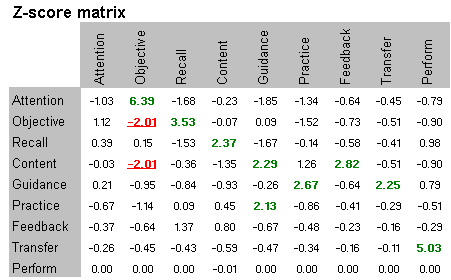 Z-score matrix
Attention Objective Recall Content Guidance Practice Feedback Transfer Perform
Attention −1.03 6.39 −1.68 −0.23 −1.85 −1.34 −0.64 −0.45 −0.79
Objective 1.12 −2.01 3.53 −0.07 0.09 −1.52 −0.73 −0.51 −0.90
Recall 0.39 0.15 −1.53 2.37 −1.67 −0.14 −0.58 −0.41 0.98
Content −0.03 −2.01 −0.36 −1.35 2.29 1.26 2.82 −0.51 −0.90
Guidance 0.21 −0.95 −0.84 −0.93 −0.26 2.67 −0.64 2.25 0.79
Practice −0.67 −1.14 0.09 0.45 2.13 −0.86 −0.41 −0.29 −0.51
Feedback −0.37 −0.64 1.37 0.80 −0.67 −0.48 −0.23 −0.16 −0.29
Transfer −0.26 −0.45 −0.43 −0.59 −0.47 −0.34 −0.16 −0.11 5.03
Perform 0.00 0.00 0.00 −0.01 0.00 0.00 0.00 0.00 0.00